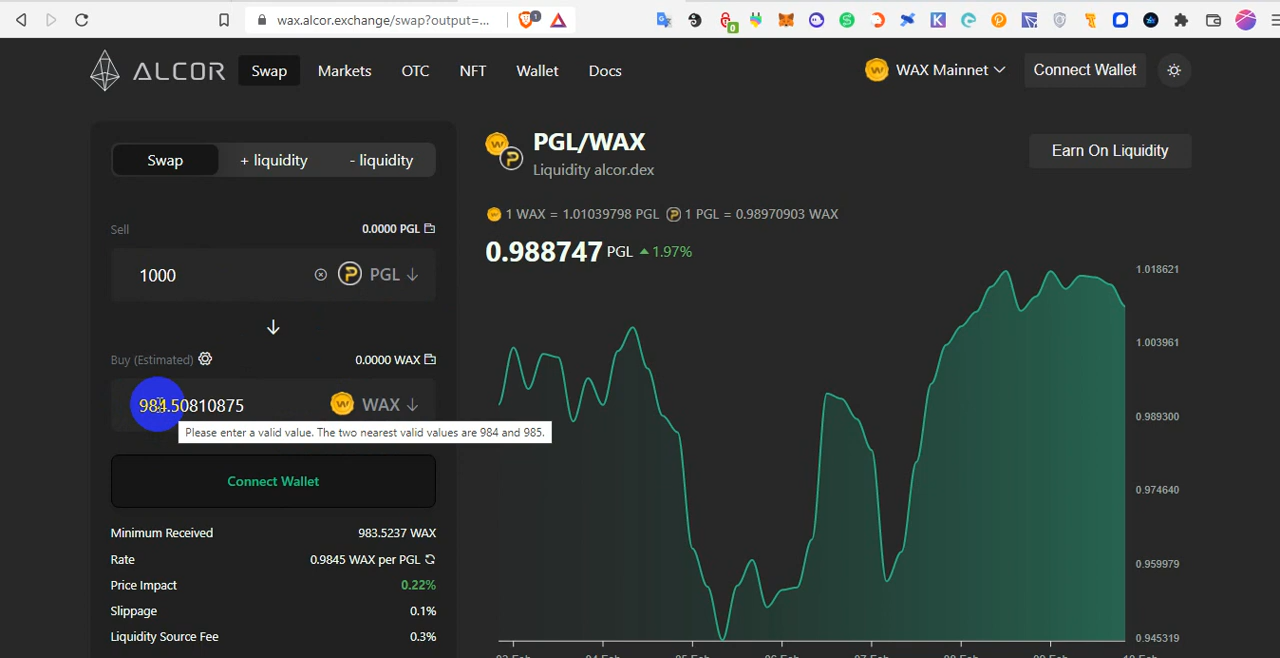 wax.alcor.exchange/swap?output=...
1
0
ALCOR
Swap
Markets
OTC
NFT
Wallet
Docs
WAX Mainnet
Connect Wallet
Swap
+ liquidity
- liquidity
Sell
0.0000 PGL
1000
PGL
Buy (Estimated)
0.0000 WAX
984.50810875
WAX
Please enter a valid value. The two nearest valid values are 984 and 985.
Connect Wallet
Minimum Received 983.5237 WAX
Rate 0.9845 WAX per PGL
Price Impact 0.22%
Slippage 0.1%
Liquidity Source Fee 0.3%
PGL/WAX
Liquidity alcor.dex
Earn On Liquidity
1 WAX = 1.01039798 PGL 1 PGL = 0.98970903 WAX
0.988747 PGL 1.97%
1.018621
1.003961
0.989300
0.974640
0.959979
0.945319